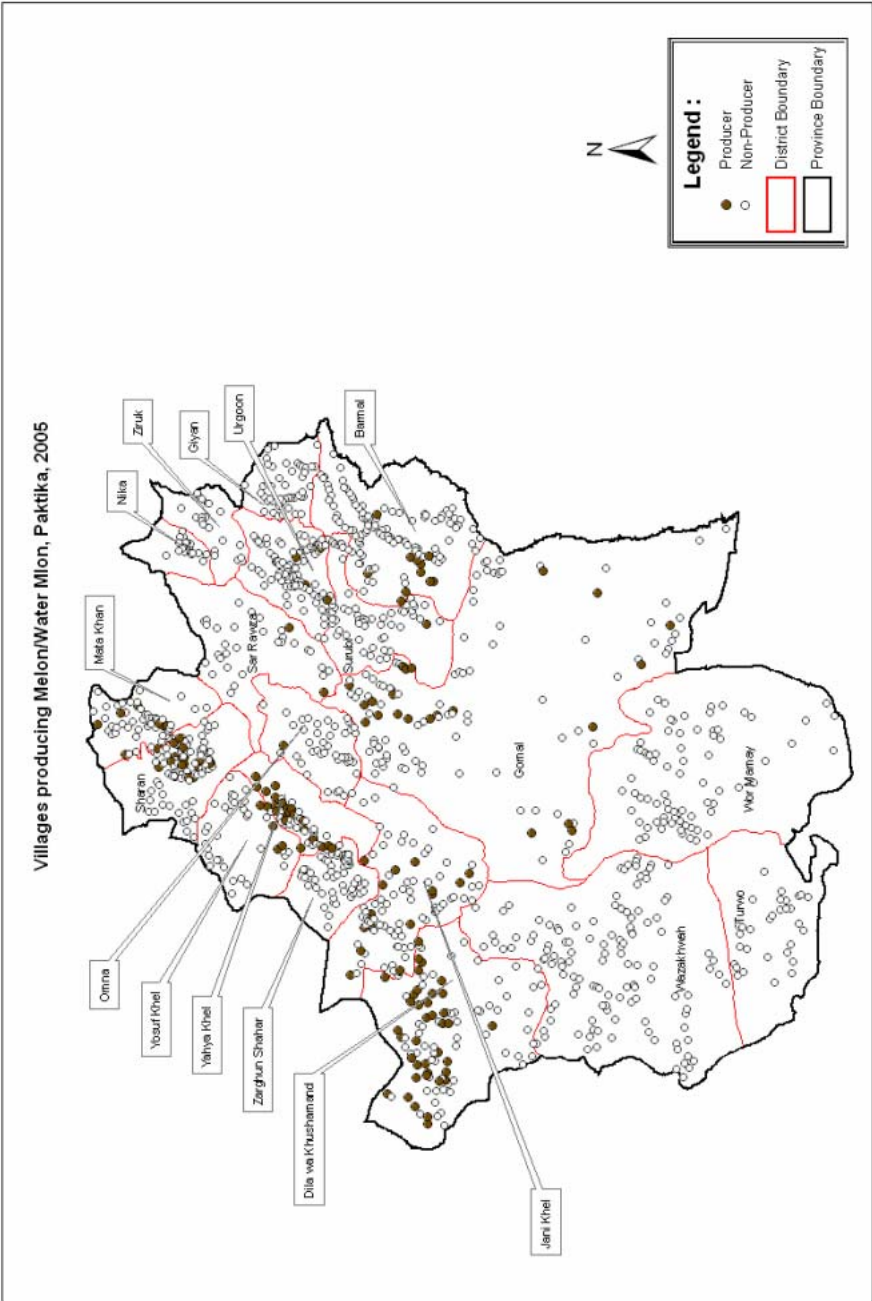 Villages producing Melon/Water Mlon, Paktika, 2005
Nika
Ziruk
Giyan
Urgoon
Barmal
Mata Khan
Sharan
Sar Rawza
Surubi
Omna
Yosuf Khel
Yahya Khel
Zarghun Shahar
Dila wa Khushamand
Jani Khel
Gomal
Wor Mamay
Wazakhwah
Turwo
N
Legend :
Producer
Non-Producer
District Boundary
Province Boundary